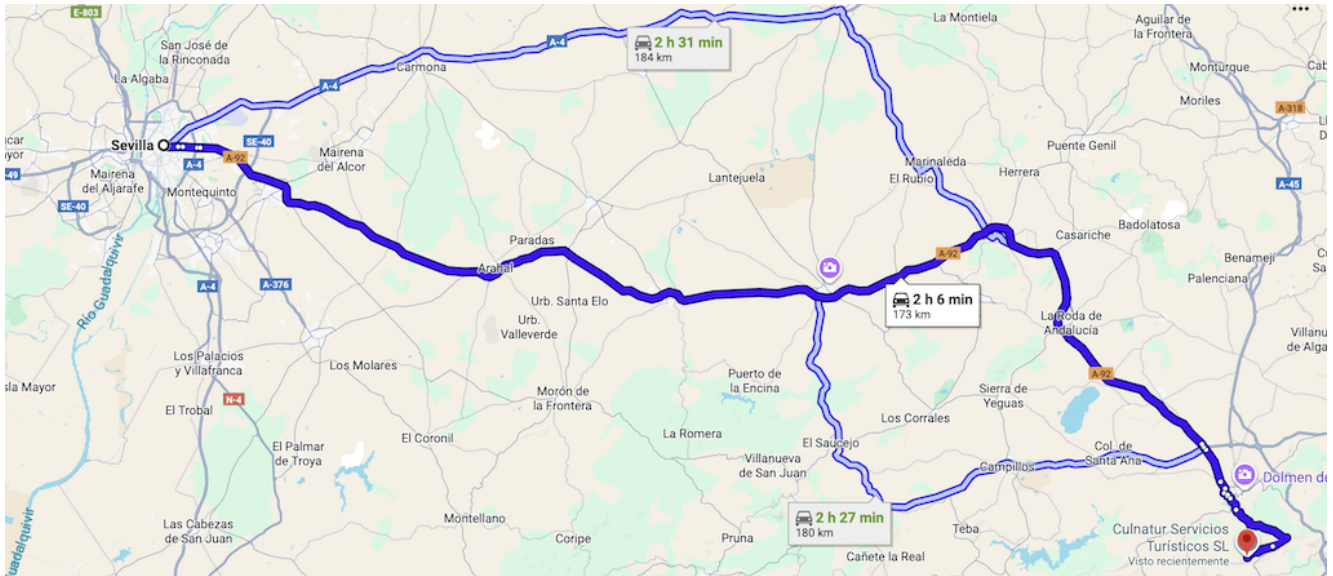 E-803
San José de
la Rinconada
La Algaba
Carmona
A-4
A-4
2 h 31 min
184 km
La Montiela
Aguilar de
la Frontera
Monturque
Moriles
A-318
Sevilla
A-4
SE-40
A-92
Mairena
del Alcor
Mairena
del Aljarafe
Montequinto
SE-40
-49
Lantejuela
Marinaleda
El Rubio
Herrera
Puente Genil
A-45
Badolatosa
Casariche
Benamejí
Palenciana
Río Guadalquivir
A-4
A-376
Paradas
Arahal
Urb. Santa Elo
Urb.
Valleverde
A-92
2 h 6 min
173 km
La Roda de
Andalucía
Villanu
de Alga
Los Palacios
y Villafranca
Los Molares
sla Mayor
El Trobal
N-4
Morón de
la Frontera
Puerto de
la Encina
A-92
Sierra de
Yeguas
Los Corrales
El Coronil
El Palmar
de Troya
La Romera
El Saucejo
Villanueva
de San Juan
Campillos
Col. de
Santa Ana
Dolmen de
Las Cabezas
de San Juan
Montellano
Coripe
Pruna
2 h 27 min
180 km
Cañete la Real
Teba
Culnatur Servicios
Turísticos SL
Visto recientemente
uadalquivir